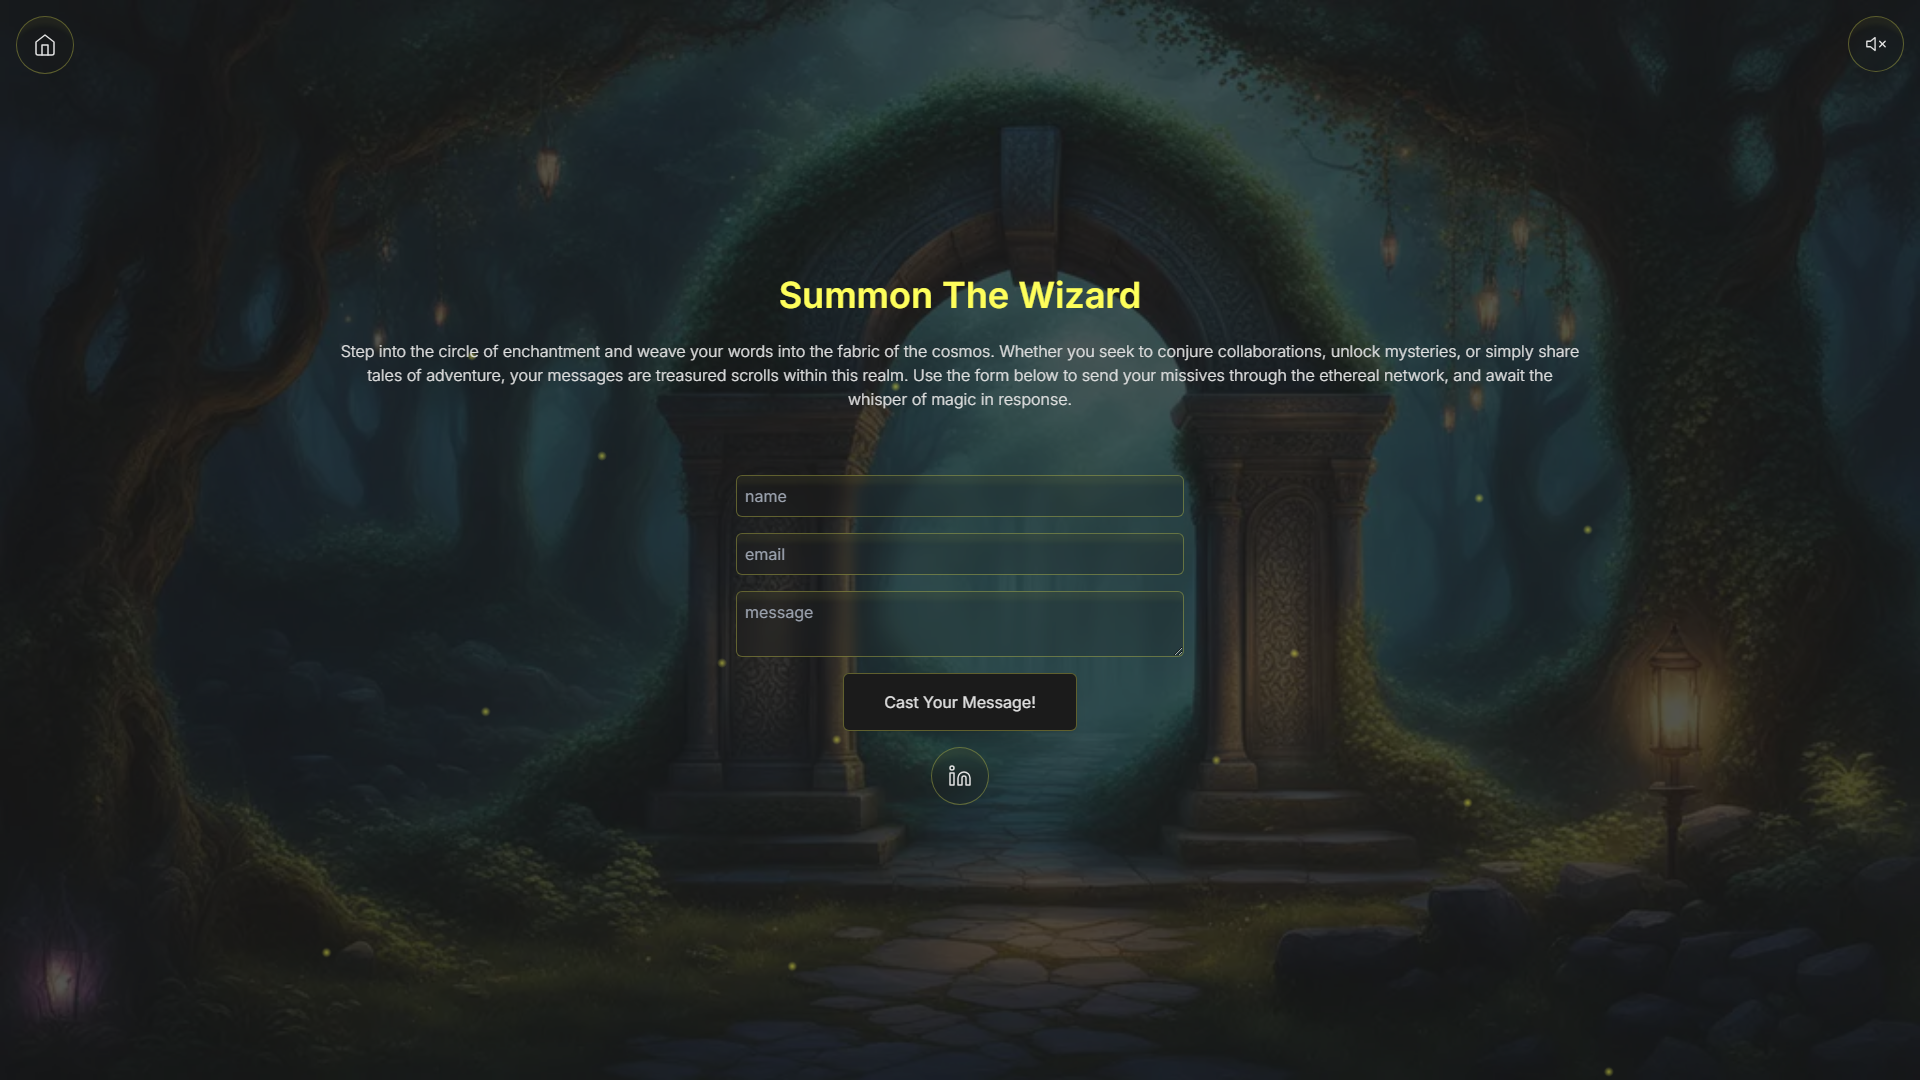 Summon The Wizard
Step into the circle of enchantment and weave your words into the fabric of the cosmos. Whether you seek to conjure collaborations, unlock mysteries, or simply share
tales of adventure, your messages are treasured scrolls within this realm. Use the form below to send your missives through the ethereal network, and await the
whisper of magic in response.
name
email
message
Cast Your Message!